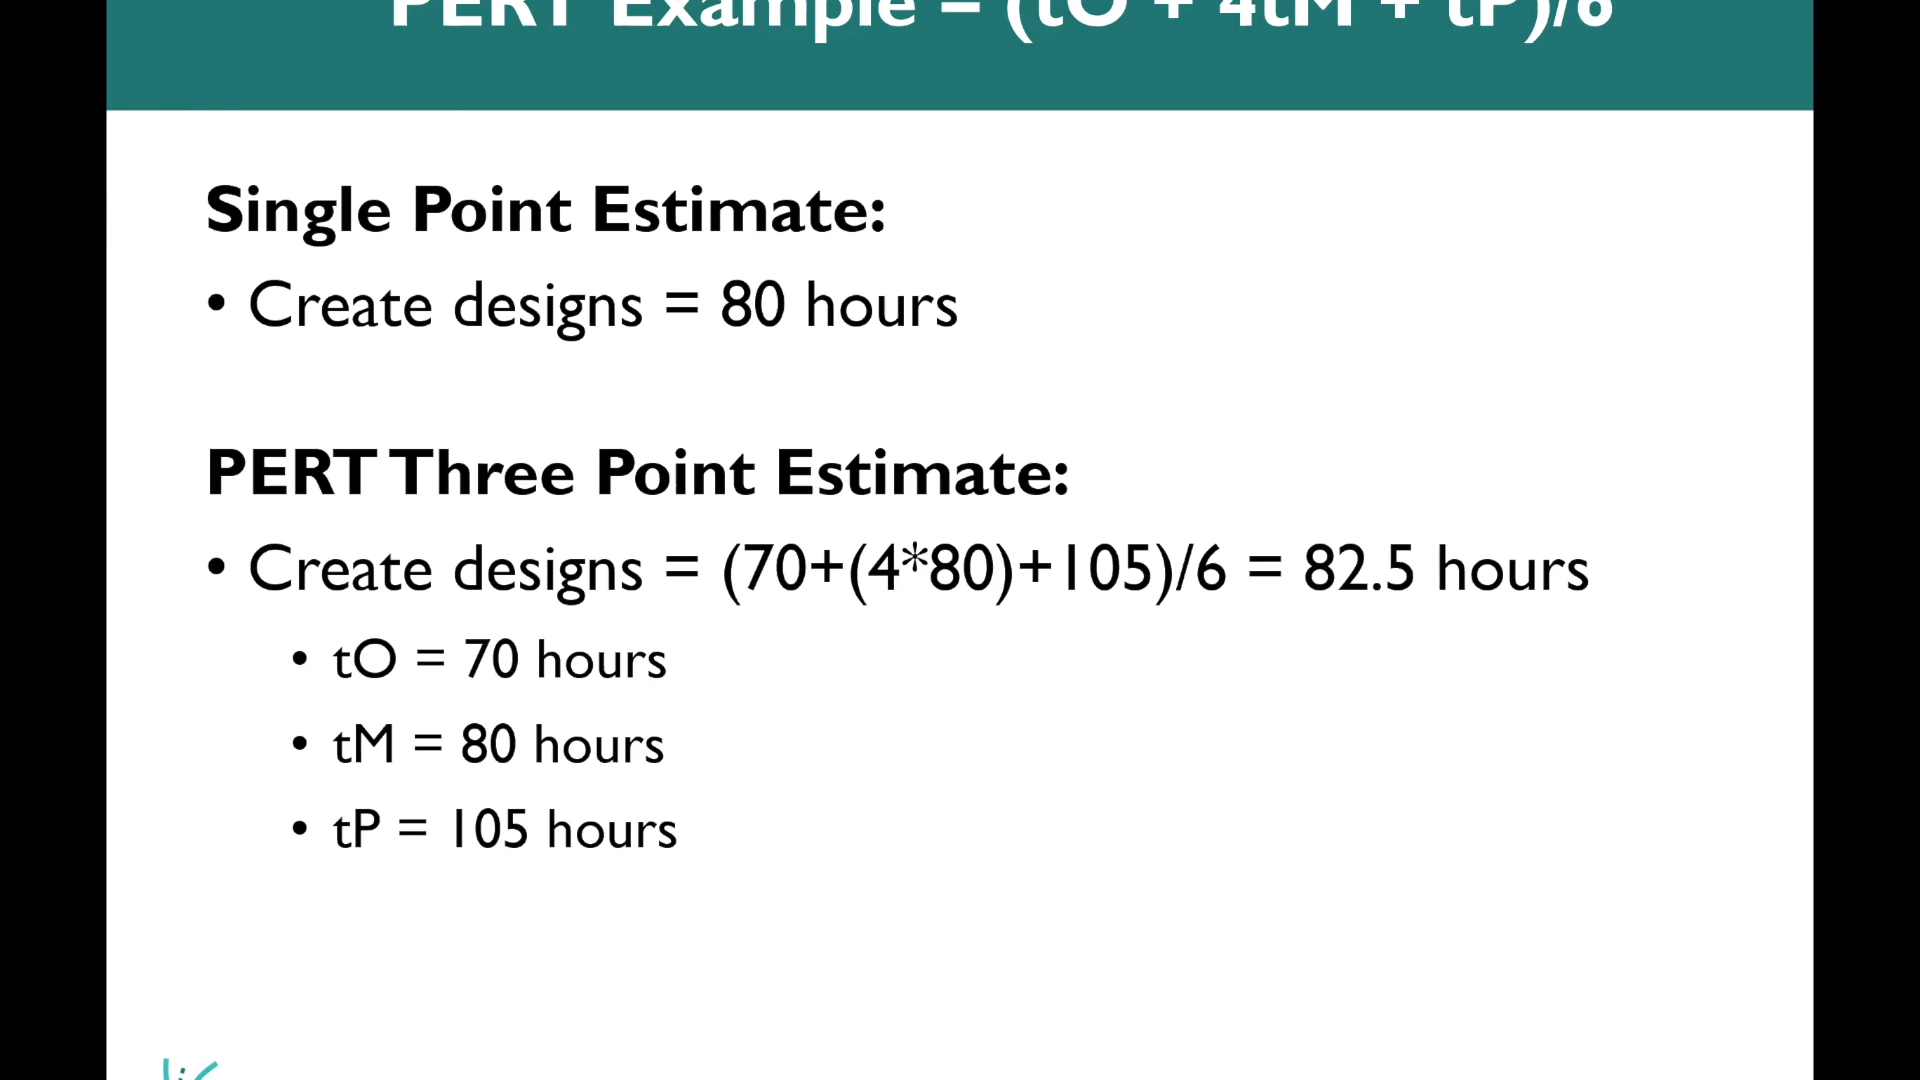 PERT Example = (tO + 4tM + tP)/6
Single Point Estimate:
• Create designs = 80 hours
PERT Three Point Estimate:
• Create designs = (70+(4*80)+105)/6 = 82.5 hours
• tO = 70 hours
• tM = 80 hours
• tP = 105 hours